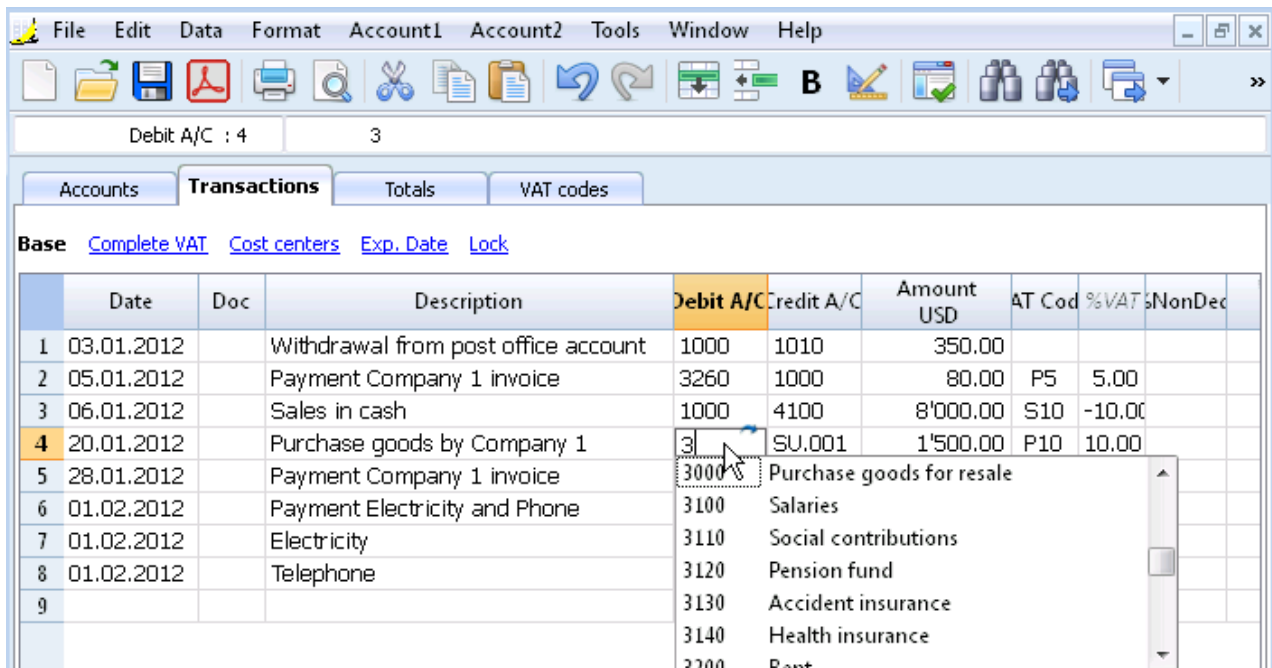 File Edit Data Format Account1 Account2 Tools Window Help
B »
Debit A/C : 4 3
Accounts Transactions Totals VAT codes
Base Complete VAT Cost centers Exp. Date Lock
Date Doc Description Debit A/C Credit A/C Amount USD AT Cod %VAT %NonDed
1 03.01.2012 Withdrawal from post office account 1000 1010 350.00
2 05.01.2012 Payment Company 1 invoice 3260 1000 80.00 P5 5.00
3 06.01.2012 Sales in cash 1000 4100 8'000.00 S10 -10.00
4 20.01.2012 Purchase goods by Company 1 3 SU.001 1'500.00 P10 10.00
5 28.01.2012 Payment Company 1 invoice 3000 Purchase goods for resale
6 01.02.2012 Payment Electricity and Phone 3100 Salaries
7 01.02.2012 Electricity 3110 Social contributions
8 01.02.2012 Telephone 3120 Pension fund
9 3130 Accident insurance
3140 Health insurance
3200 Rent